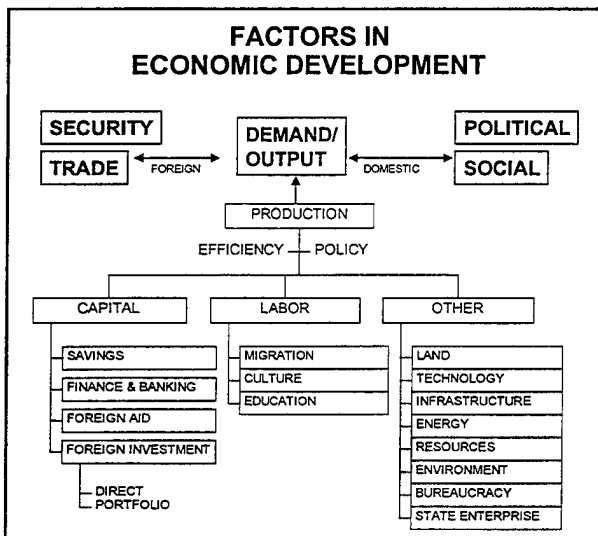 FACTORS IN
ECONOMIC DEVELOPMENT
SECURITY
TRADE
FOREIGN
DEMAND/
OUTPUT
DOMESTIC
POLITICAL
SOCIAL
PRODUCTION
EFFICIENCY
POLICY
CAPITAL
SAVINGS
FINANCE & BANKING
FOREIGN AID
FOREIGN INVESTMENT
DIRECT
PORTFOLIO
LABOR
MIGRATION
CULTURE
EDUCATION
OTHER
LAND
TECHNOLOGY
INFRASTRUCTURE
ENERGY
RESOURCES
ENVIRONMENT
BUREAUCRACY
STATE ENTERPRISE